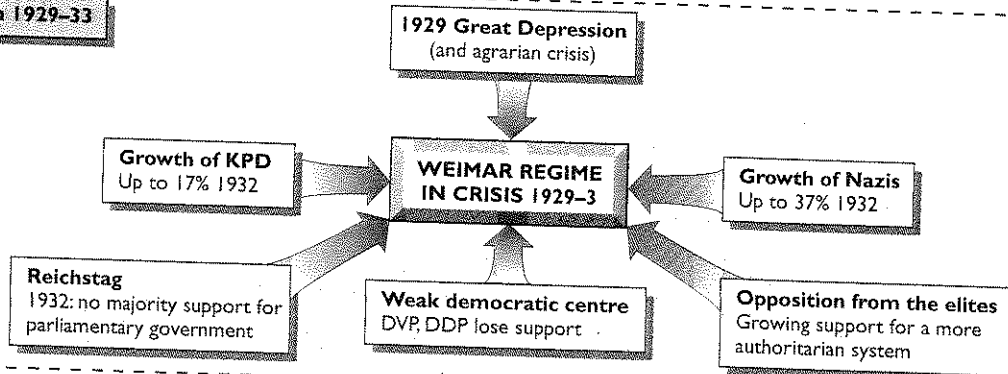 1929–33
1929 Great Depression
(and agrarian crisis)
Growth of KPD
Up to 17% 1932
WEIMAR REGIME
IN CRISIS 1929–3
Growth of Nazis
Up to 37% 1932
Reichstag
1932: no majority support for
parliamentary government
Weak democratic centre
DVP, DDP lose support
Opposition from the elites
Growing support for a more
authoritarian system